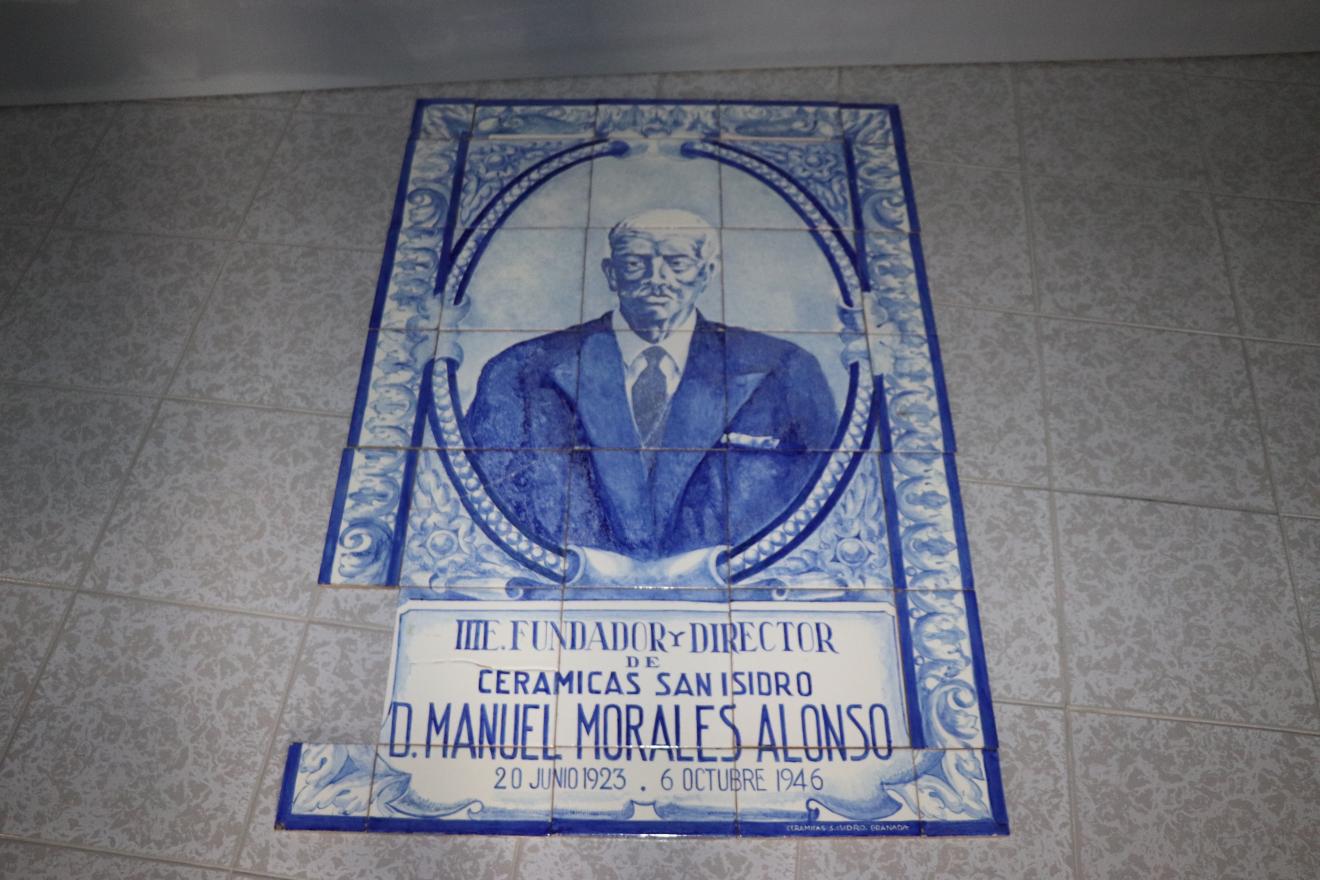 IIIE. FUNDADOR Y DIRECTOR
DE
CERAMICAS SAN ISIDRO
D. MANUEL MORALES ALONSO
20 JUNIO 1923 . 6 OCTUBRE 1946
CERAMICAS S. ISIDRO. GRANADA